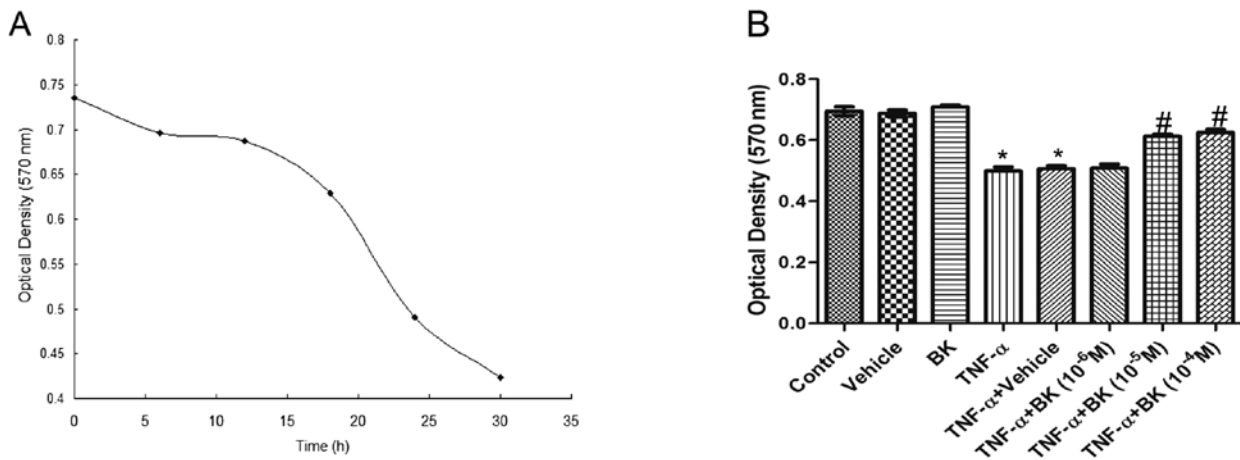 A
Optical Density (570 nm)
0.8
0.75
0.7
0.65
0.6
0.55
0.5
0.45
0.4
0 5 10 15 20 25 30 35
Time (h)
B
Optical Density (570 nm)
0.8
0.6
0.4
0.2
0.0
* * # #
Control
Vehicle
BK
TNF-α
TNF-α+Vehicle
TNF-α+BK (10⁻⁶M)
TNF-α+BK (10⁻⁵M)
TNF-α+BK (10⁻⁴M)